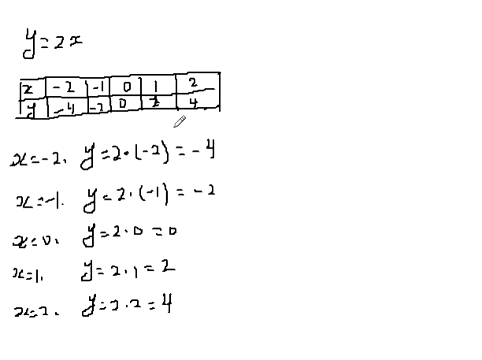 y=2x
x -2 -1 0 1 2
y -4 -2 0 2 4
x=-2. y=2·(-2)=-4
x=-1. y=2·(-1)=-2
x=0. y=2·0=0
x=1. y=2·1=2
x=2. y=2·2=4